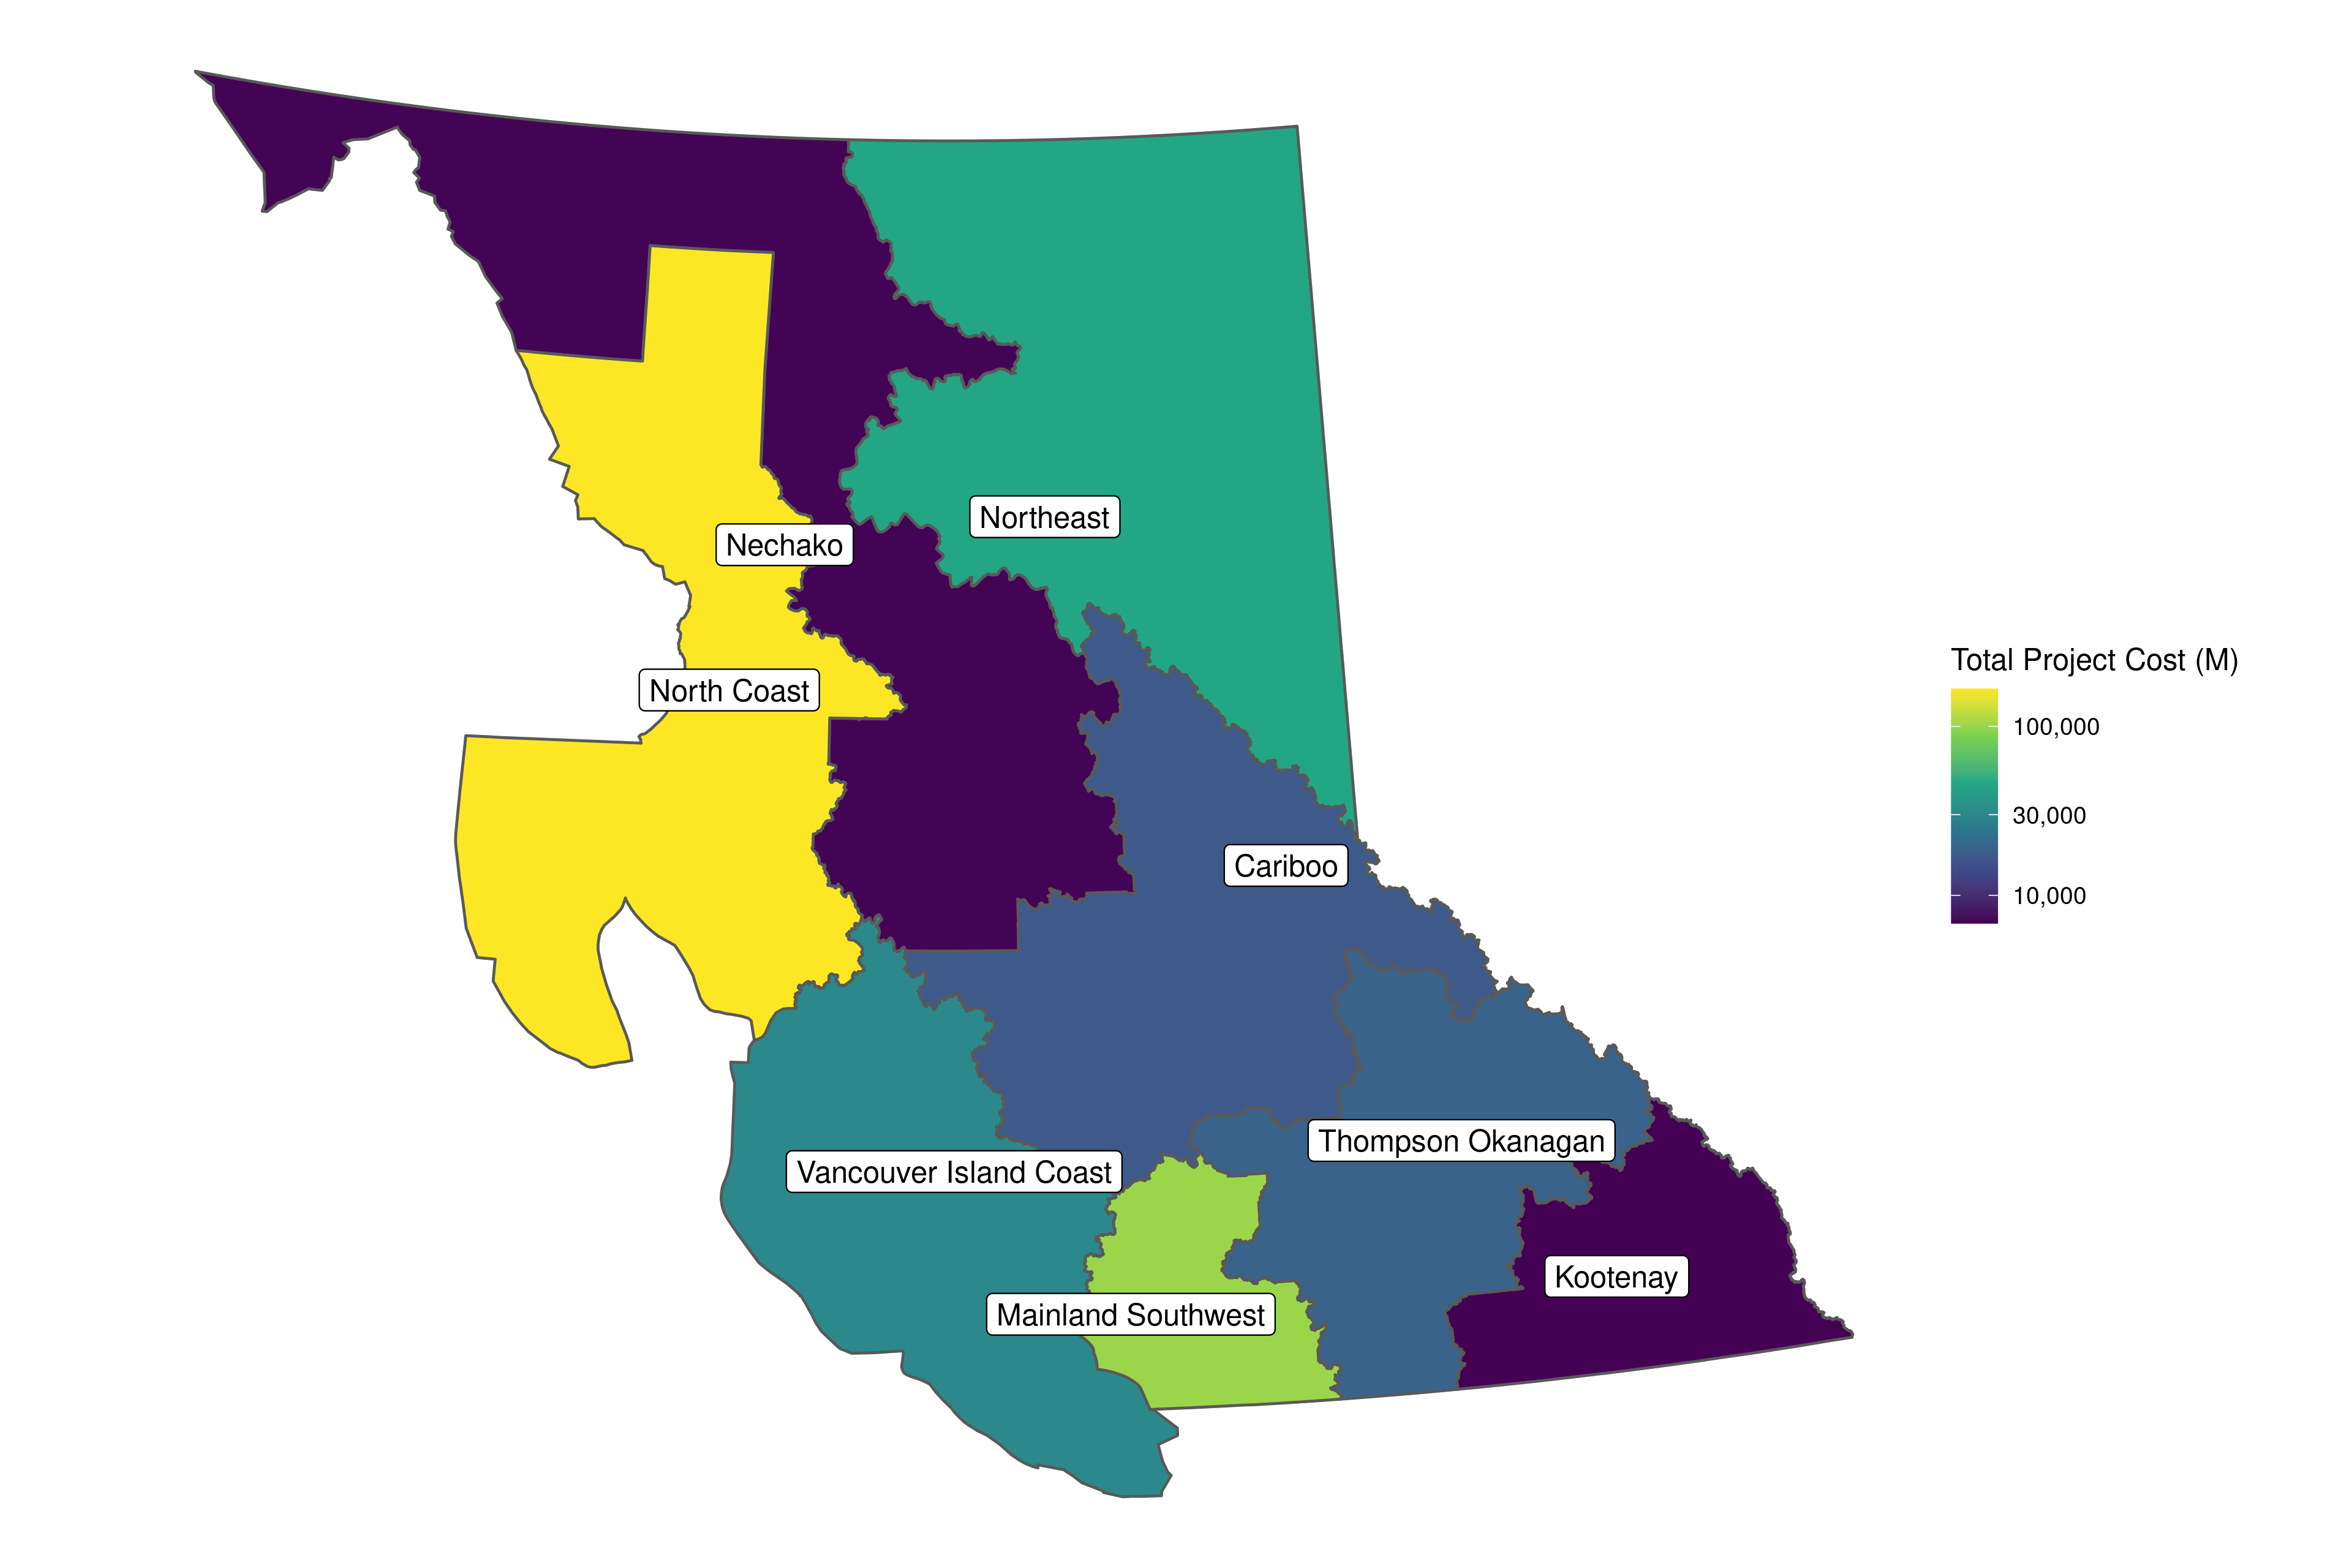 Northeast
Nechako
North Coast
Cariboo
Thompson Okanagan
Vancouver Island Coast
Kootenay
Mainland Southwest
Total Project Cost (M)
100,000
30,000
10,000